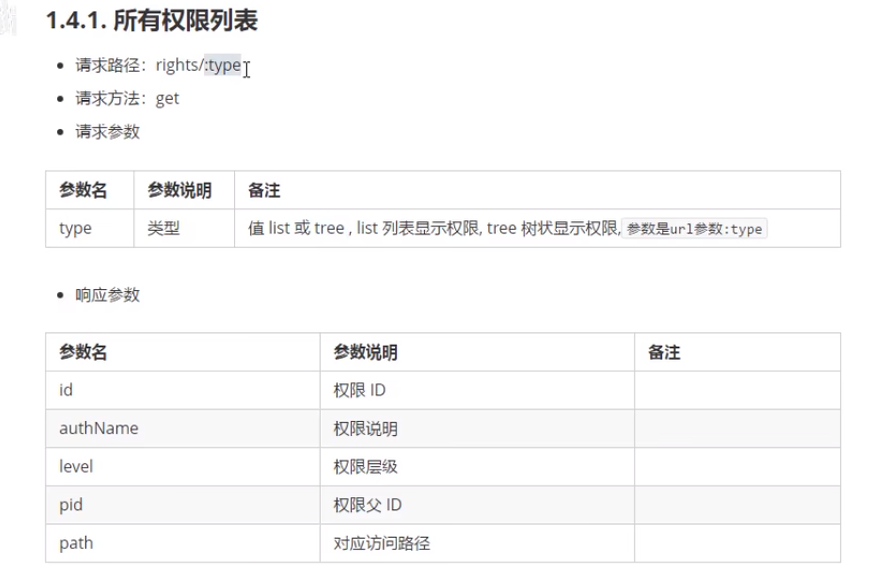 1.4.1. 所有权限列表
请求路径：rights/:type
请求方法：get
请求参数
参数名 参数说明 备注
type 类型 值 list 或 tree , list 列表显示权限, tree 树状显示权限, 参数是url参数:type
响应参数
参数名 参数说明 备注
id 权限 ID
authName 权限说明
level 权限层级
pid 权限父 ID
path 对应访问路径